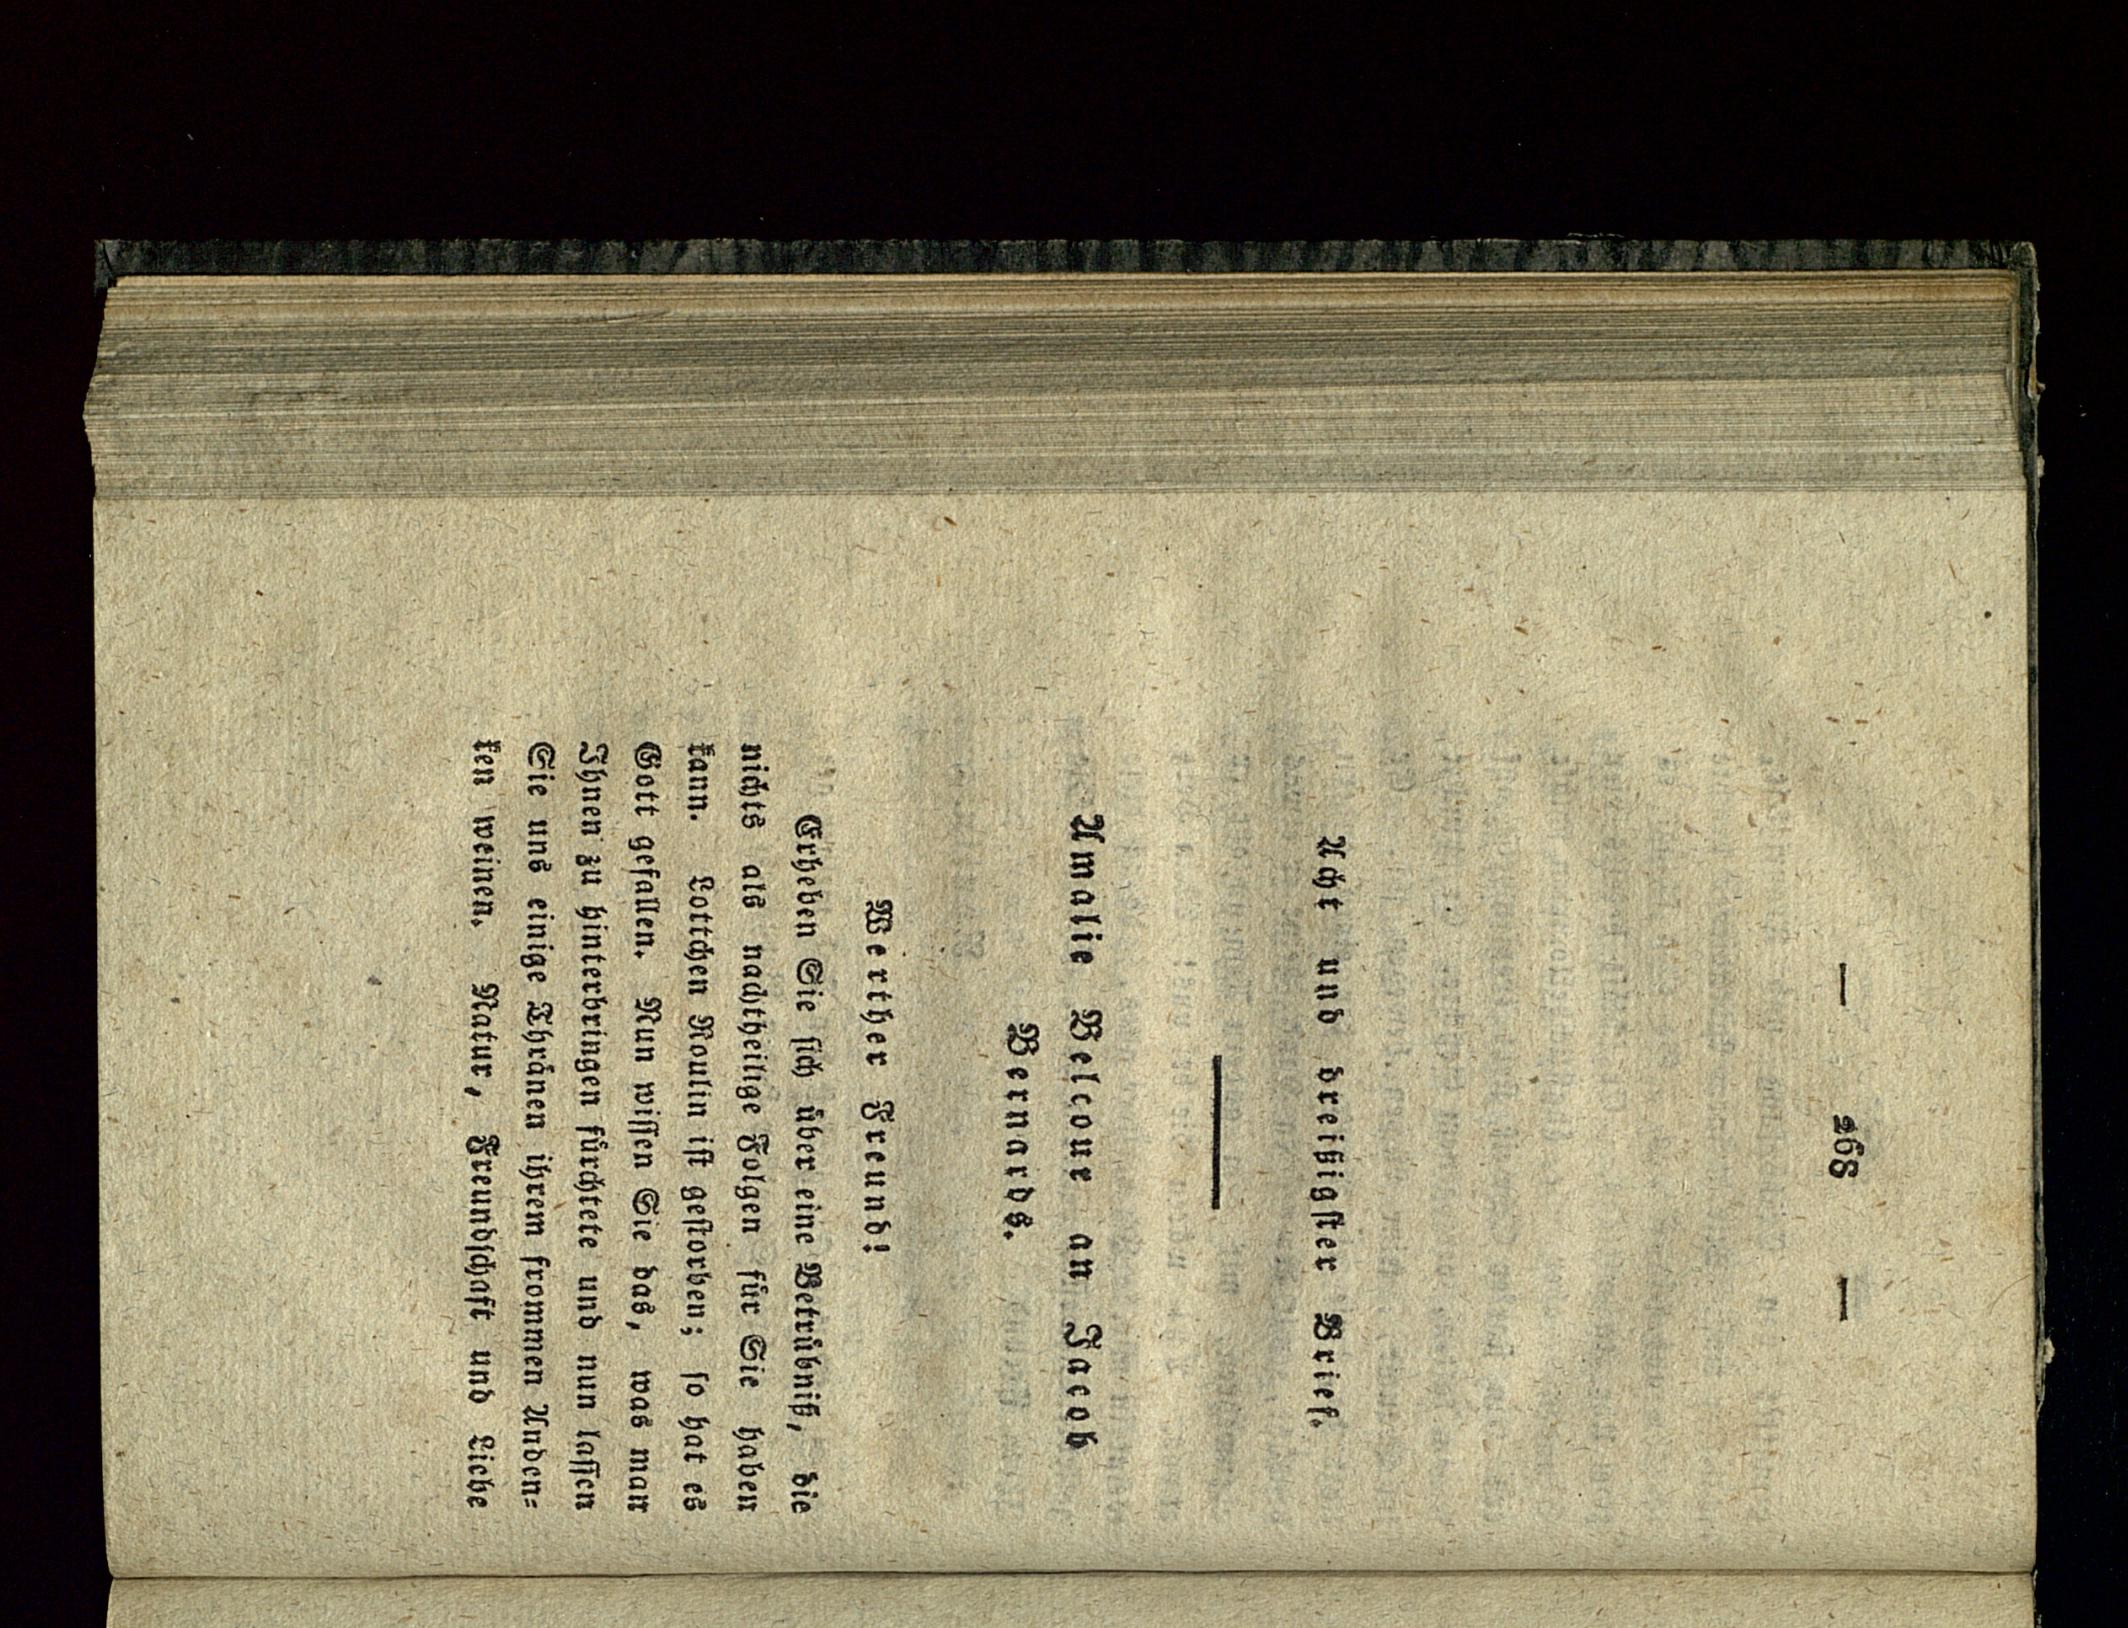 — 268 —
Acht und dreißigster Brief.
Amalie Belcour an Jacob
Bernards.
Werther Freund!
Erheben Sie sich über eine Betrübniß, die
nichts als nachtheilige Folgen für Sie haben
kann. Lottchen Moulin ist gestorben; so hat es
Gott gefallen. Nun wissen Sie das, was man
Ihnen zu hinterbringen fürchtete und nun lassen
Sie uns einige Thränen ihrem frommen Anden-
ken weinen. Natur, Freundschaft und Liebe